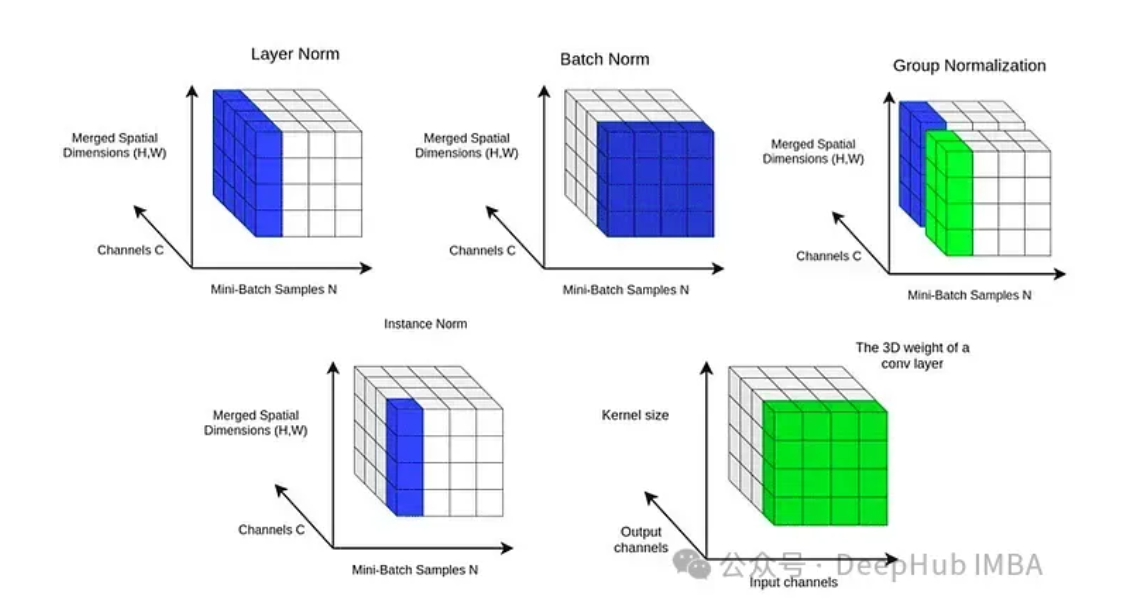 Layer Norm
Merged Spatial
Dimensions (H,W)
Channels C
Mini-Batch Samples N
Batch Norm
Merged Spatial
Dimensions (H,W)
Channels C
Mini-Batch Samples N
Group Normalization
Merged Spatial
Dimensions (H,W)
Channels C
Mini-Batch Samples N
Instance Norm
Merged Spatial
Dimensions (H,W)
Channels C
Mini-Batch Samples N
The 3D weight of a
conv layer
Kernel size
Output
channels
Input channels
公众号 · DeepHub IMBA